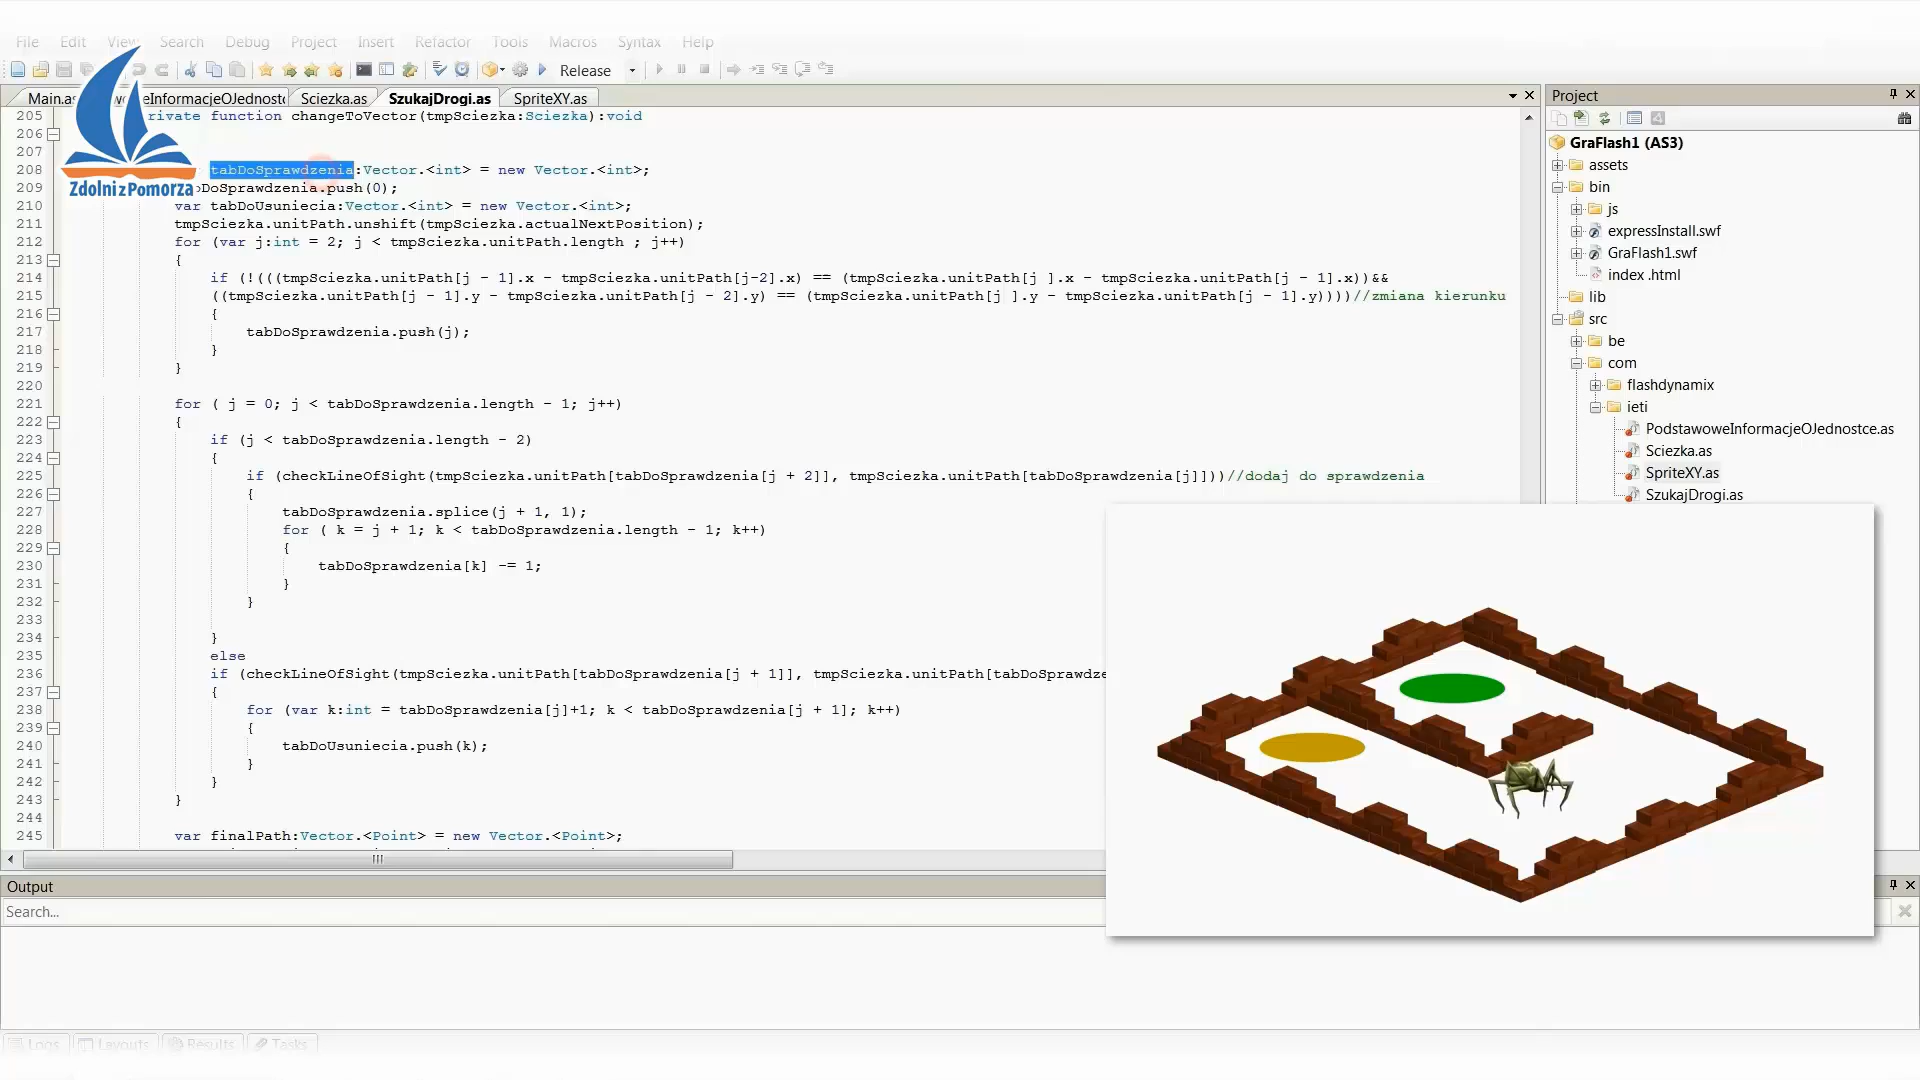 File Edit View Search Debug Project Insert Refactor Tools Macros Syntax Help
Release
Main.as
Sciezka.as SzukajDrogi.as SpriteXY.as
Zdolni z Pomorza
205 rivate function changeToVector(tmpSciezka:Sciezka):void
206
207
208 tabDoSprawdzenia:Vector.<int> = new Vector.<int>;
209 DoSprawdzenia.push(0);
210 var tabDoUsuniecia:Vector.<int> = new Vector.<int>;
211 tmpSciezka.unitPath.unshift(tmpSciezka.actualNextPosition);
212 for (var j:int = 2; j < tmpSciezka.unitPath.length ; j++)
213 {
214 if (!(((tmpSciezka.unitPath[j - 1].x - tmpSciezka.unitPath[j-2].x) == (tmpSciezka.unitPath[j ].x - tmpSciezka.unitPath[j - 1].x))&&
215 ((tmpSciezka.unitPath[j - 1].y - tmpSciezka.unitPath[j - 2].y) == (tmpSciezka.unitPath[j ].y - tmpSciezka.unitPath[j - 1].y))))//zmiana kierunku
216 {
217 tabDoSprawdzenia.push(j);
218 }
219 }
220
221 for ( j = 0; j < tabDoSprawdzenia.length - 1; j++)
222 {
223 if (j < tabDoSprawdzenia.length - 2)
224 {
225 if (checkLineOfSight(tmpSciezka.unitPath[tabDoSprawdzenia[j + 2]], tmpSciezka.unitPath[tabDoSprawdzenia[j]]))//dodaj do sprawdzenia
226 {
227 tabDoSprawdzenia.splice(j + 1, 1);
228 for ( k = j + 1; k < tabDoSprawdzenia.length - 1; k++)
229 {
230 tabDoSprawdzenia[k] -= 1;
231 }
232 }
233
234 }
235 else
236 if (checkLineOfSight(tmpSciezka.unitPath[tabDoSprawdzenia[j + 1]], tmpSciezka.unitPath[tabDoSprawdze
237 {
238 for (var k:int = tabDoSprawdzenia[j]+1; k < tabDoSprawdzenia[j + 1]; k++)
239 {
240 tabDoUsuniecia.push(k);
241 }
242 }
243 }
244
245 var finalPath:Vector.<Point> = new Vector.<Point>;
Project
GraFlash1 (AS3)
assets
bin
js
expressInstall.swf
GraFlash1.swf
index .html
lib
src
be
com
flashdynamix
ieti
PodstawoweInformacjeOJednostce.as
Sciezka.as
SpriteXY.as
SzukajDrogi.as
Output
Search...
Logs Layouts Results Tasks